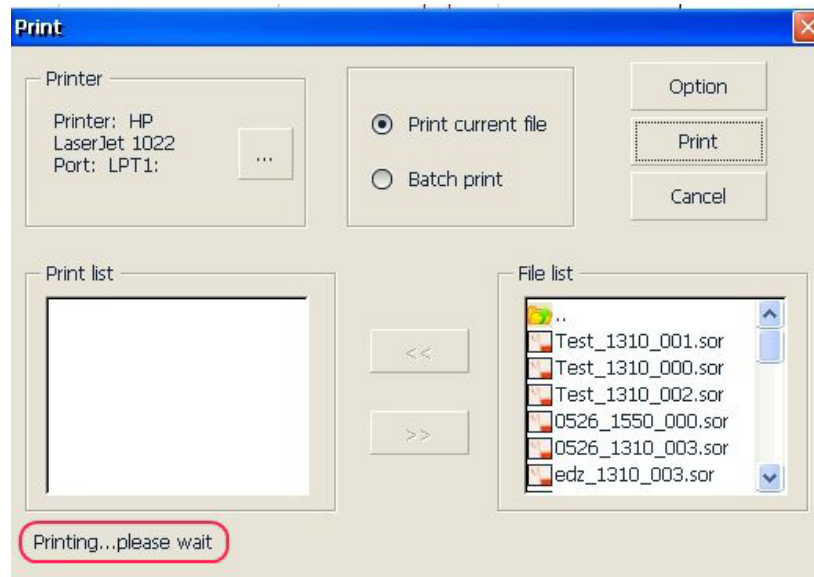 Print
Printer
Printer: HP
LaserJet 1022
Port: LPT1:
...
Print current file
Batch print
Option
Print
Cancel
Print list
<<
>>
File list
..
Test_1310_001.sor
Test_1310_000.sor
Test_1310_002.sor
0526_1550_000.sor
0526_1310_003.sor
edz_1310_003.sor
Printing...please wait